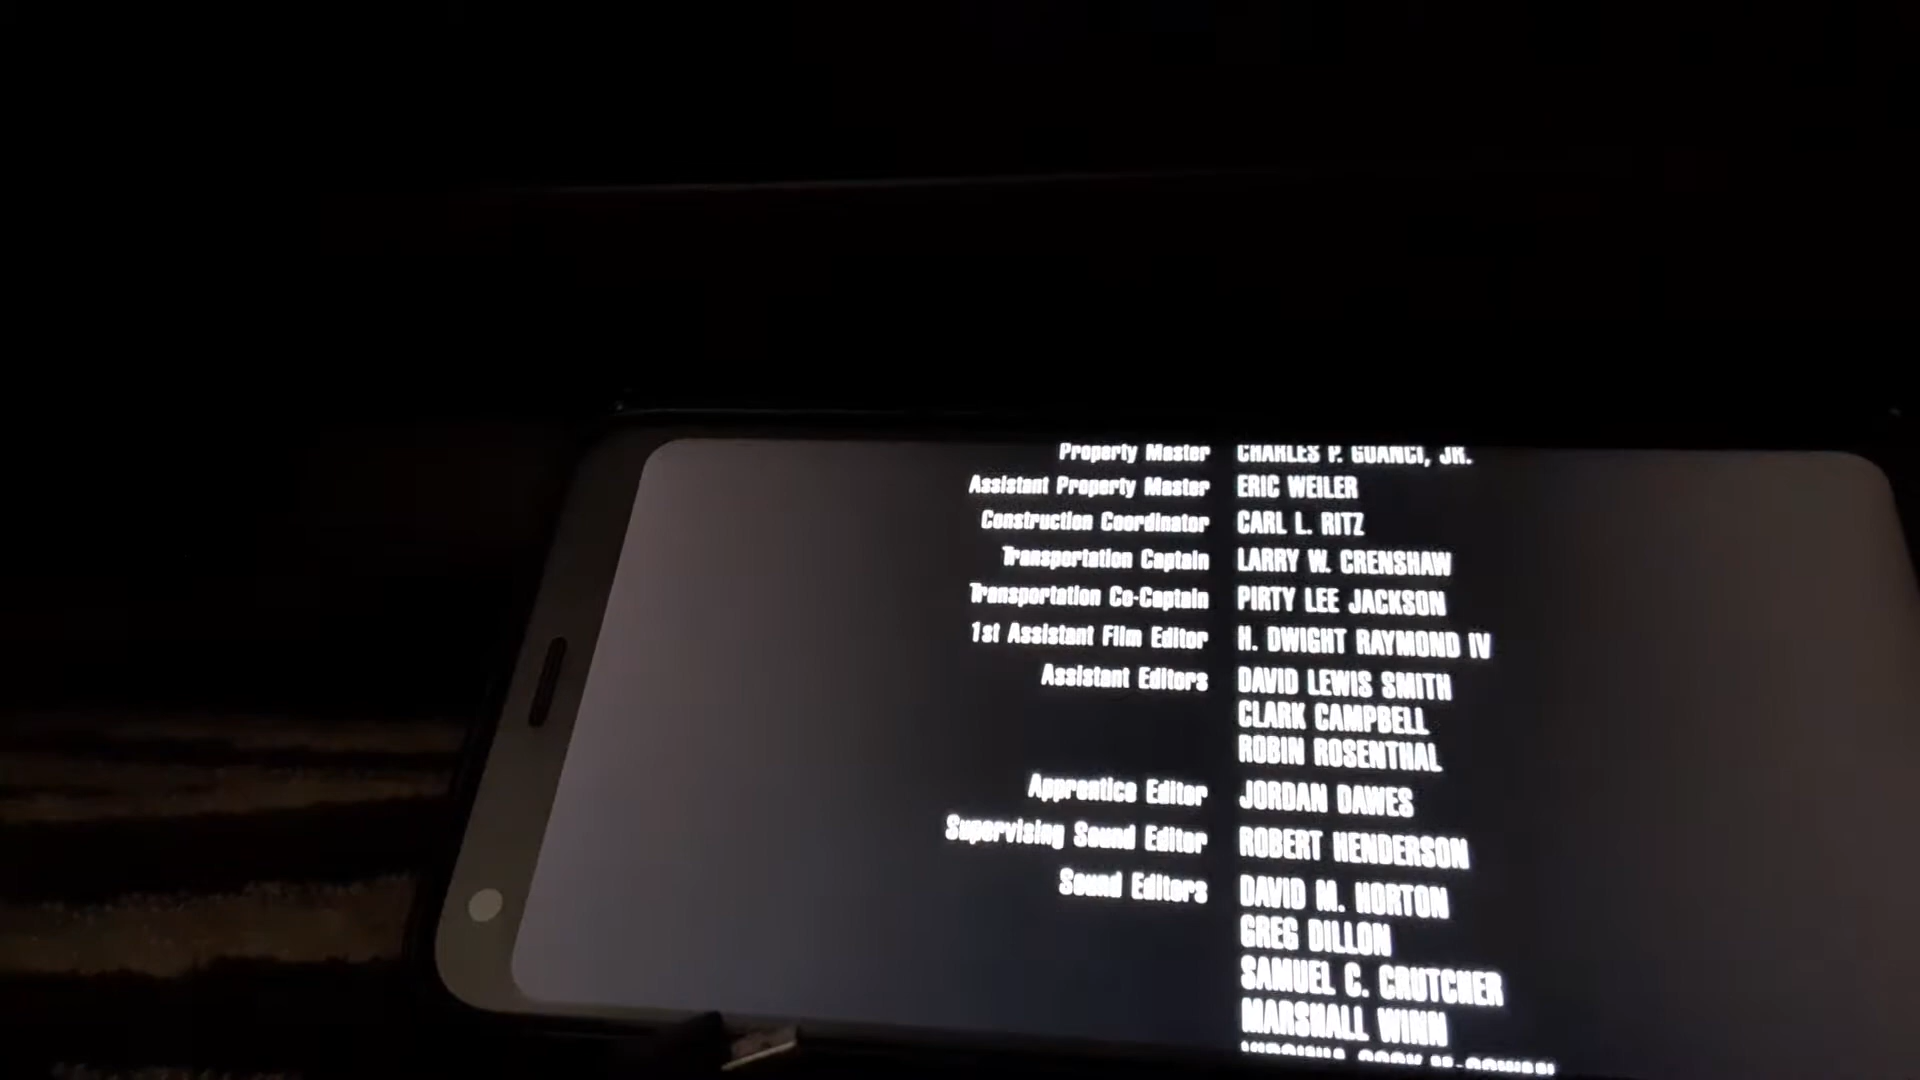 Property Master CHARLES P. GUANCI, JR.
Assistant Property Master ERIC WEILER
Construction Coordinator CARL L. RITZ
Transportation Captain LARRY W. CRENSHAW
Transportation Co-Captain PIRTY LEE JACKSON
1st Assistant Film Editor H. DWIGHT RAYMOND IV
Assistant Editors DAVID LEWIS SMITH
CLARK CAMPBELL
ROBIN ROSENTHAL
Apprentice Editor JORDAN DAWES
Supervising Sound Editor ROBERT HENDERSON
Sound Editors DAVID M. HORTON
GREG DILLON
SAMUEL C. CRUTCHER
MARSHALL WINN